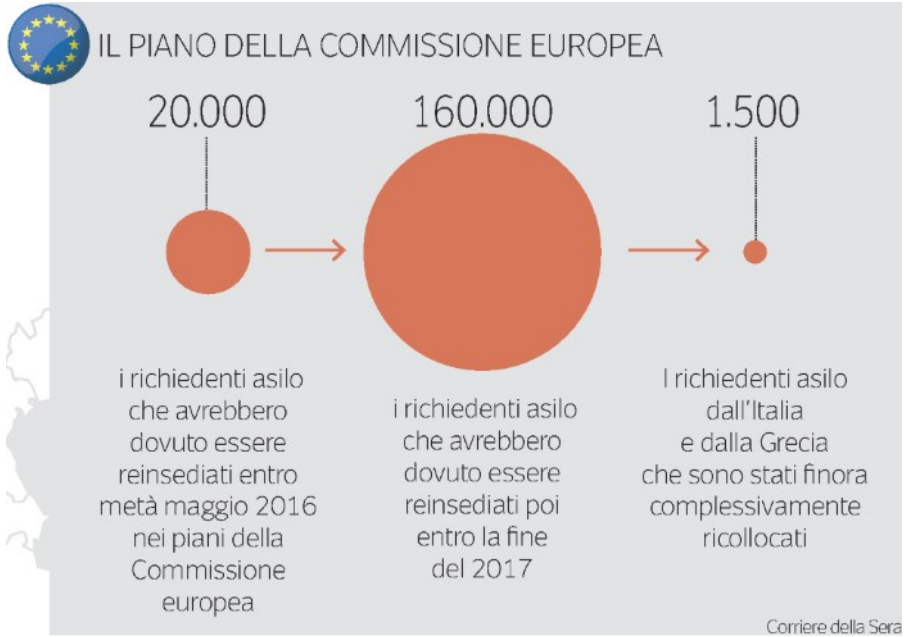 IL PIANO DELLA COMMISSIONE EUROPEA
20.000
i richiedenti asilo
che avrebbero
dovuto essere
reinsediati entro
metà maggio 2016
nei piani della
Commissione
europea
160.000
i richiedenti asilo
che avrebbero
dovuto essere
reinsediati poi
entro la fine
del 2017
1.500
I richiedenti asilo
dall'Italia
e dalla Grecia
che sono stati finora
complessivamente
ricollocati
Corriere della Sera